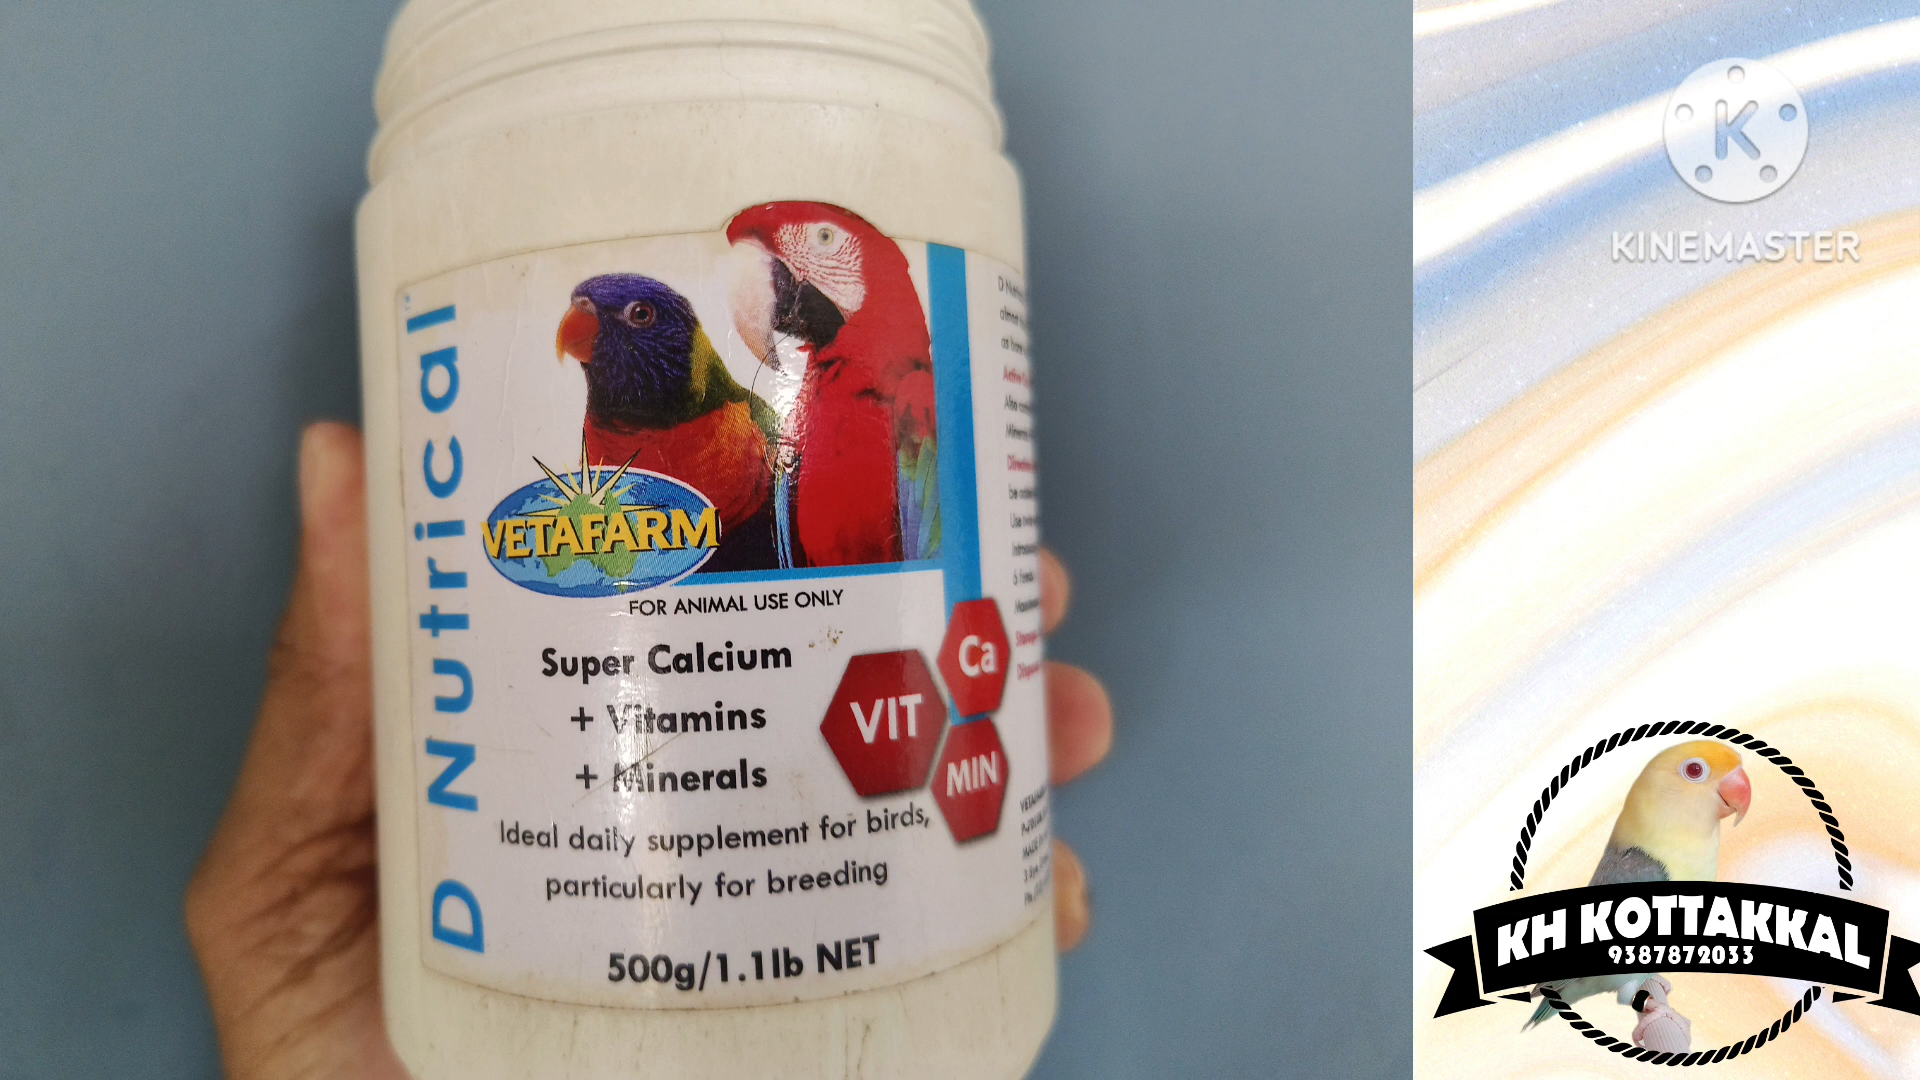 D Nutrical™
VETAFARM
FOR ANIMAL USE ONLY
Super Calcium
+ Vitamins
+ Minerals
VIT
Ca
MIN
Ideal daily supplement for birds,
particularly for breeding
500g/1.1lb NET
K
KINEMASTER
KH KOTTAKKAL
9387872033